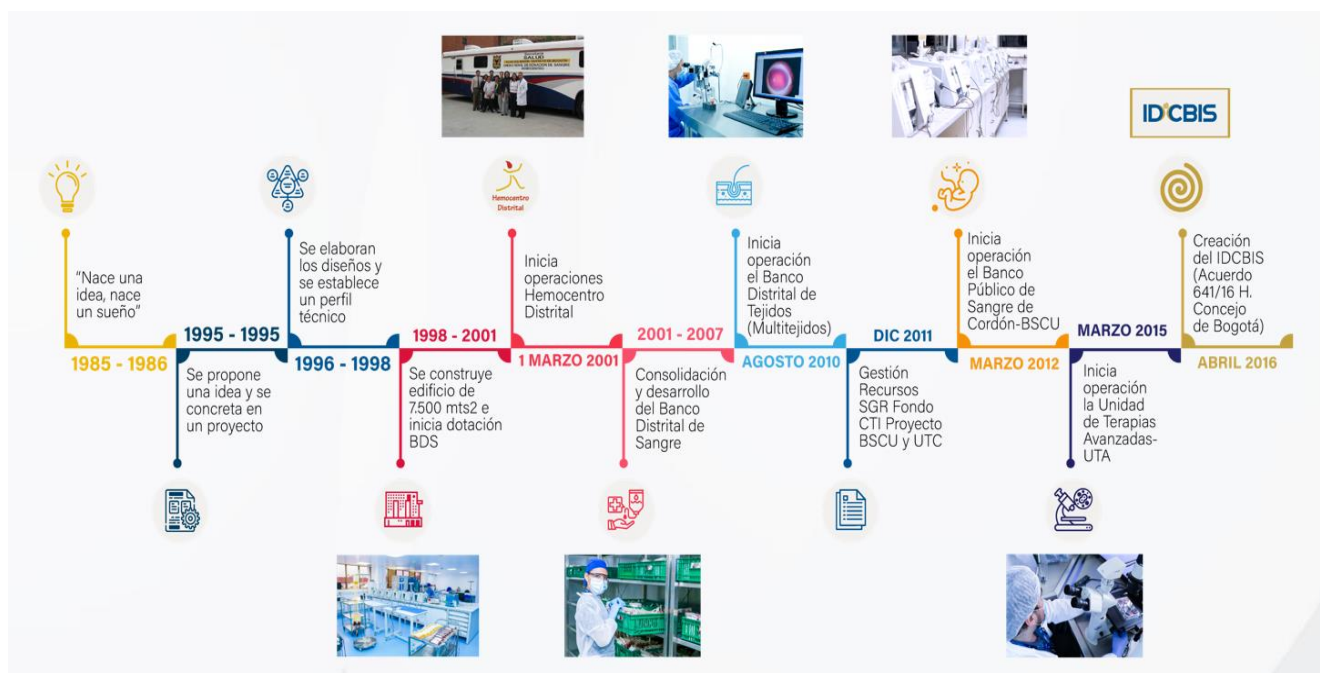 SALUD
IDCBIS
Hemocentro
Distrital
"Nace una
idea, nace
un sueño"
1985 - 1986
1995 - 1995
Se propone
una idea y se
concreta en
un proyecto
Se elaboran
los diseños y
se establece
un perfil
técnico
1996 - 1998
1998 - 2001
Se construye
edificio de
7.500 mts2 e
inicia dotación
BDS
Inicia
operaciones
Hemocentro
Distrital
1 MARZO 2001
2001 - 2007
Consolidación
y desarrollo
del Banco
Distrital de
Sangre
Inicia
operación
el Banco
Distrital de
Tejidos
(Multitejidos)
AGOSTO 2010
DIC 2011
Gestión
Recursos
SGR Fondo
CTI Proyecto
BSCU y UTC
Inicia
operación
el Banco
Público de
Sangre de
Cordón-BSCU
MARZO 2012
MARZO 2015
Inicia
operación
la Unidad
de Terapias
Avanzadas-
UTA
Creación
del IDCBIS
(Acuerdo
641/16 H.
Concejo
de Bogotá)
ABRIL 2016